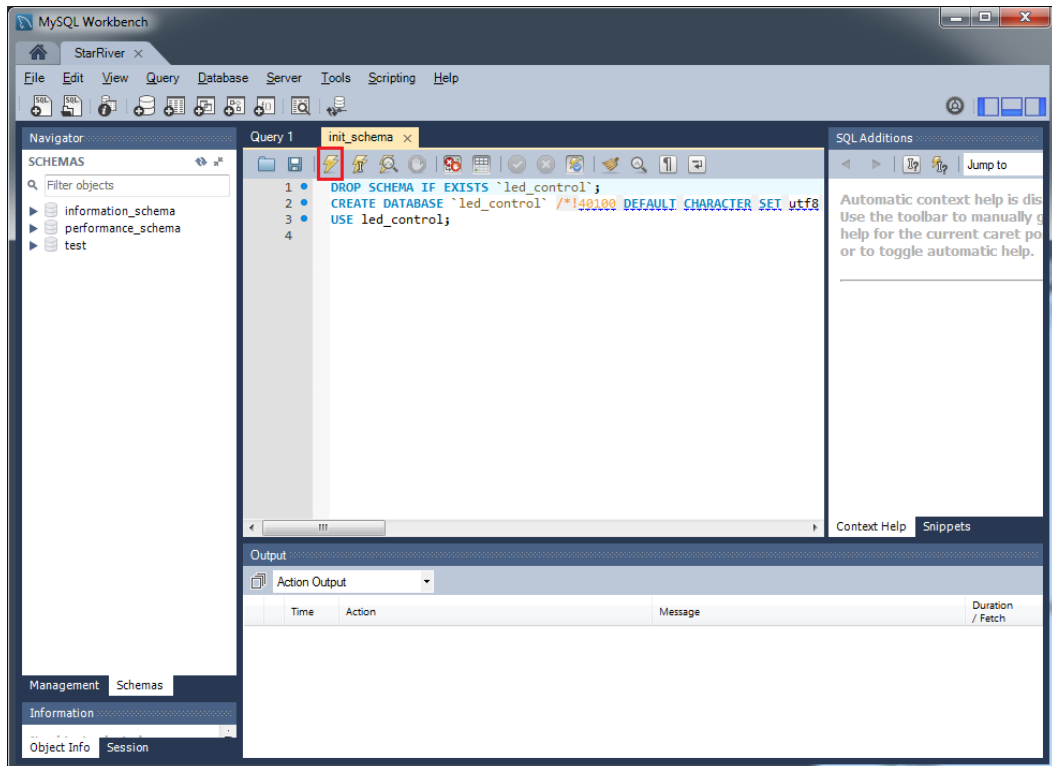 MySQL Workbench
StarRiver
File Edit View Query Database Server Tools Scripting Help
Navigator
SCHEMAS
Filter objects
information_schema
performance_schema
test
Management Schemas
Information
Object Info Session
Query 1 init_schema
1 DROP SCHEMA IF EXISTS `led_control`;
2 CREATE DATABASE `led_control` /*!40100 DEFAULT CHARACTER SET utf8
3 USE led_control;
4
Output
Action Output
Time Action Message Duration / Fetch
SQL Additions
Jump to
Automatic context help is dis
Use the toolbar to manually g
help for the current caret po
or to toggle automatic help.
Context Help Snippets